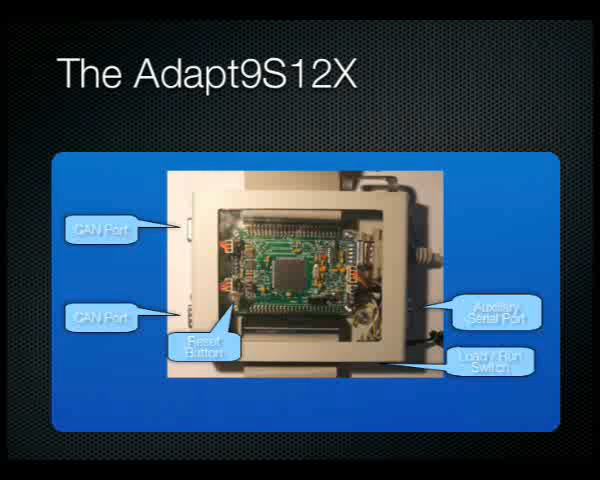 The Adapt9S12X
CAN Port
CAN Port
Reset
Button
Auxiliary
Serial Port
Load / Run
Switch